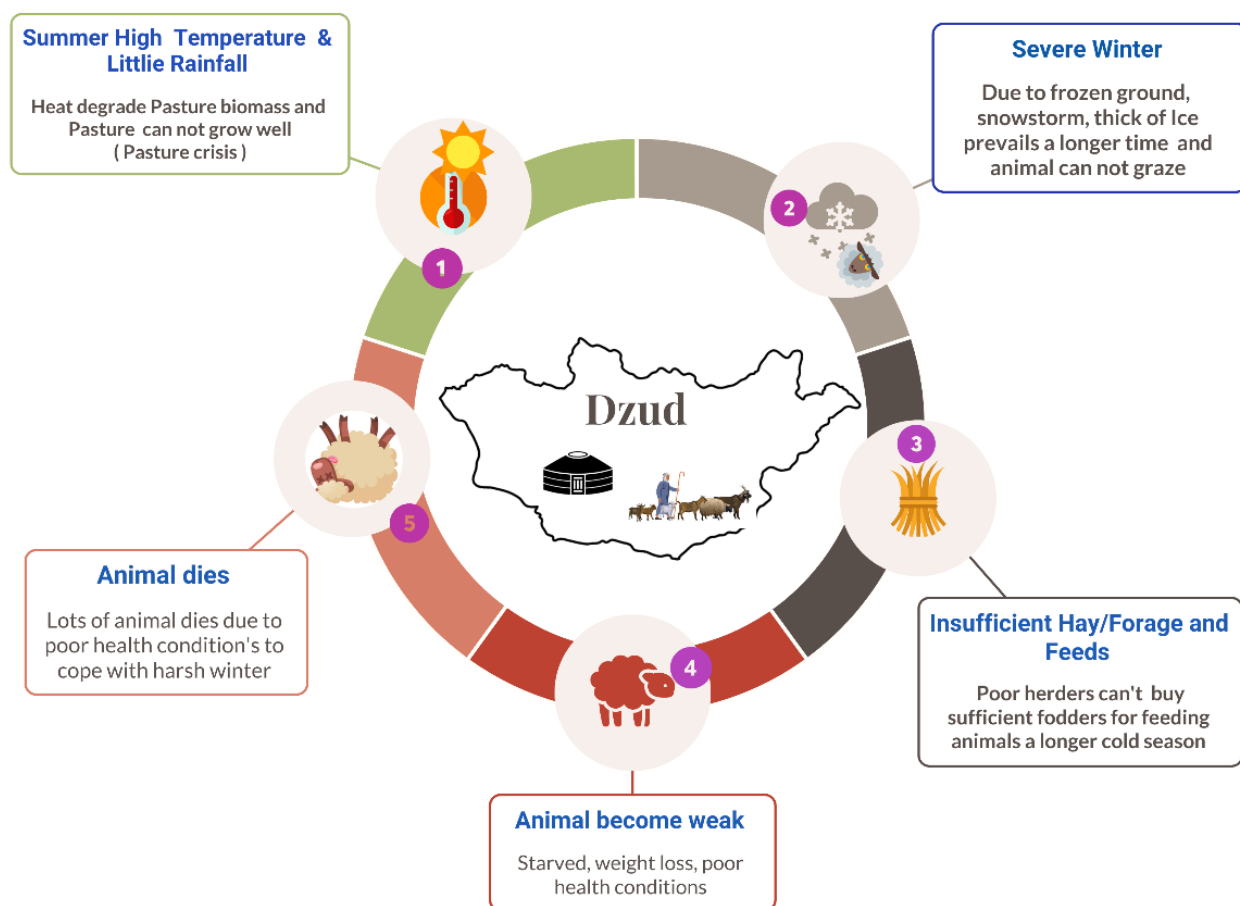 Summer High Temperature &
Littlie Rainfall
Heat degrade Pasture biomass and
Pasture can not grow well
( Pasture crisis )
1
Severe Winter
Due to frozen ground,
snowstorm, thick of Ice
prevails a longer time and
animal can not graze
2
Dzud
3
Insufficient Hay/Forage and
Feeds
Poor herders can't buy
sufficient fodders for feeding
animals a longer cold season
4
Animal become weak
Starved, weight loss, poor
health conditions
5
Animal dies
Lots of animal dies due to
poor health condition's to
cope with harsh winter